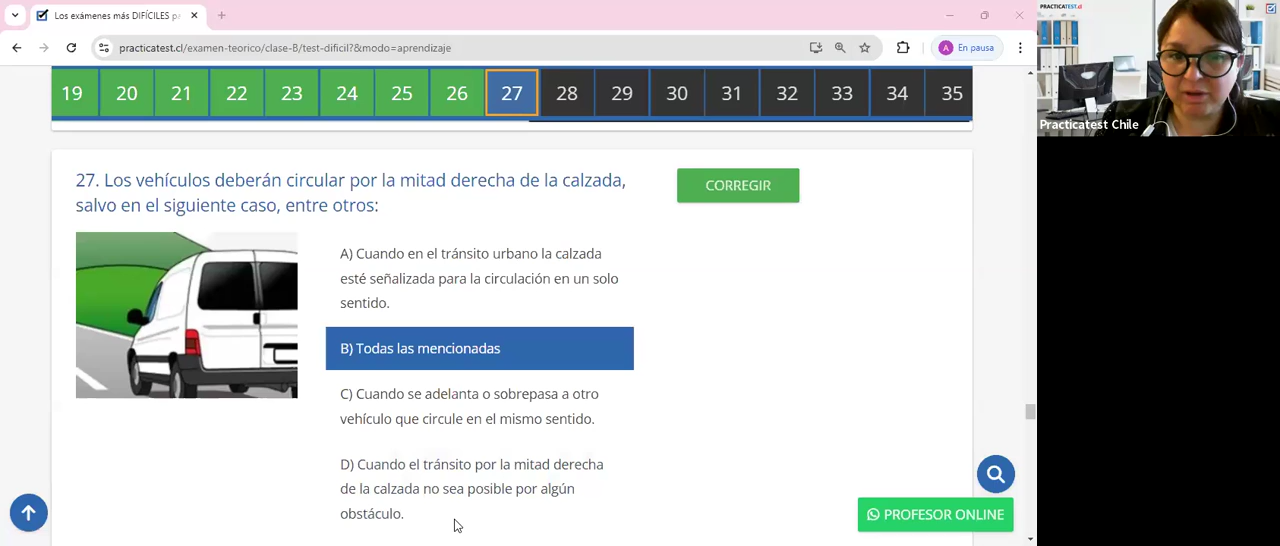 Los exámenes más DIFÍCILES pa
practicatest.cl/examen-teorico/clase-B/test-dificil?&modo=aprendizaje
A
En pausa
PRACTICATEST.cl
19 20 21 22 23 24 25 26 27 28 29 30 31 32 33 34 35
Practicatest Chile
27. Los vehículos deberán circular por la mitad derecha de la calzada,
salvo en el siguiente caso, entre otros:
CORREGIR
A) Cuando en el tránsito urbano la calzada
esté señalizada para la circulación en un solo
sentido.
B) Todas las mencionadas
C) Cuando se adelanta o sobrepasa a otro
vehículo que circule en el mismo sentido.
D) Cuando el tránsito por la mitad derecha
de la calzada no sea posible por algún
obstáculo.
PROFESOR ONLINE